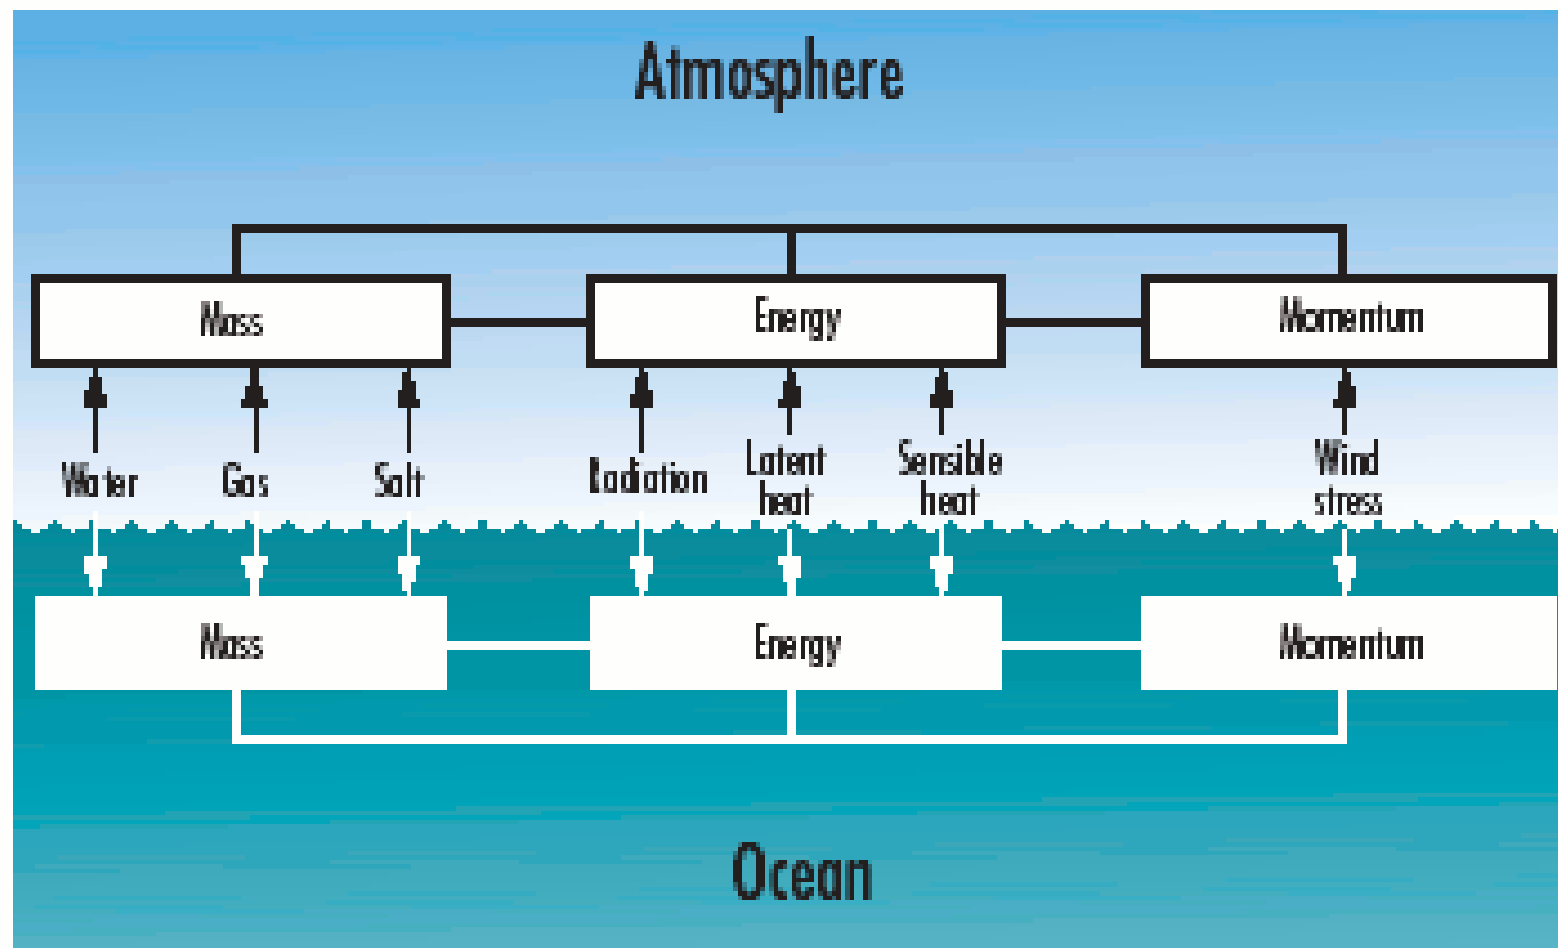 Atmosphere
Mass Energy Momentum
Water Gas Salt Radiation Latent heat Sensible heat Wind stress
Mass Energy Momentum
Ocean